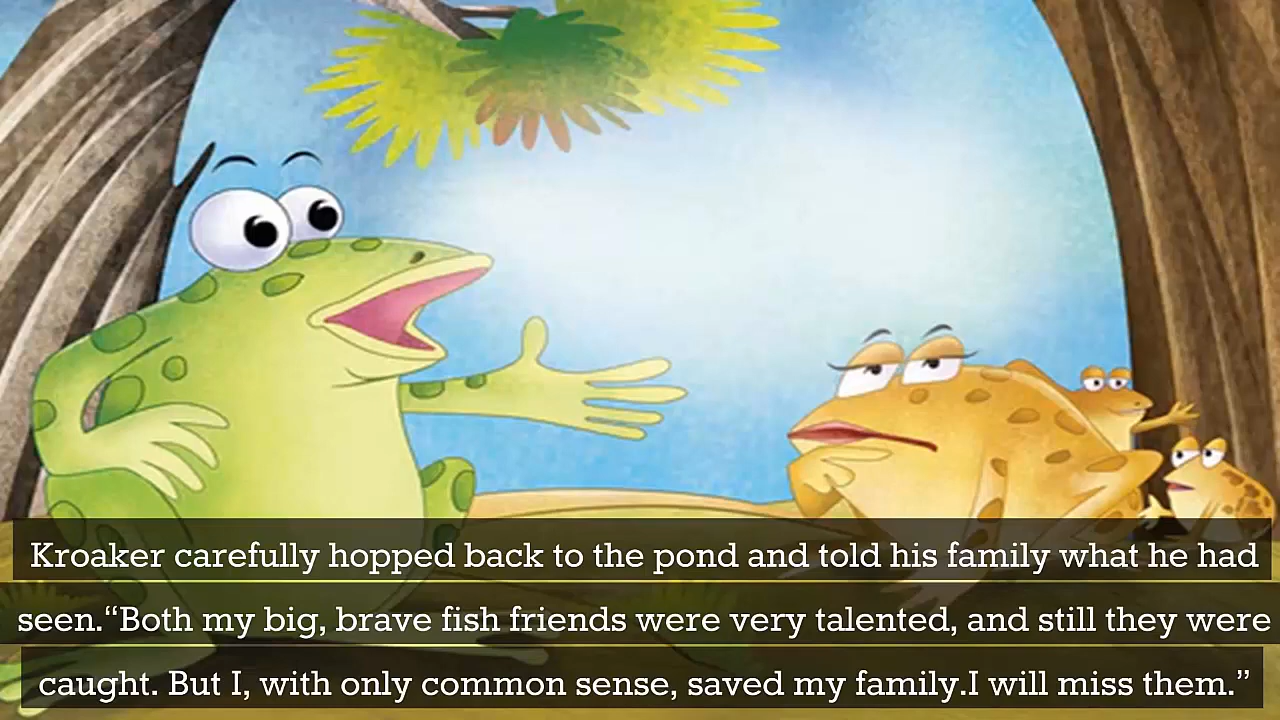 Kroaker carefully hopped back to the pond and told his family what he had
seen.“Both my big, brave fish friends were very talented, and still they were
caught. But I, with only common sense, saved my family.I will miss them.”